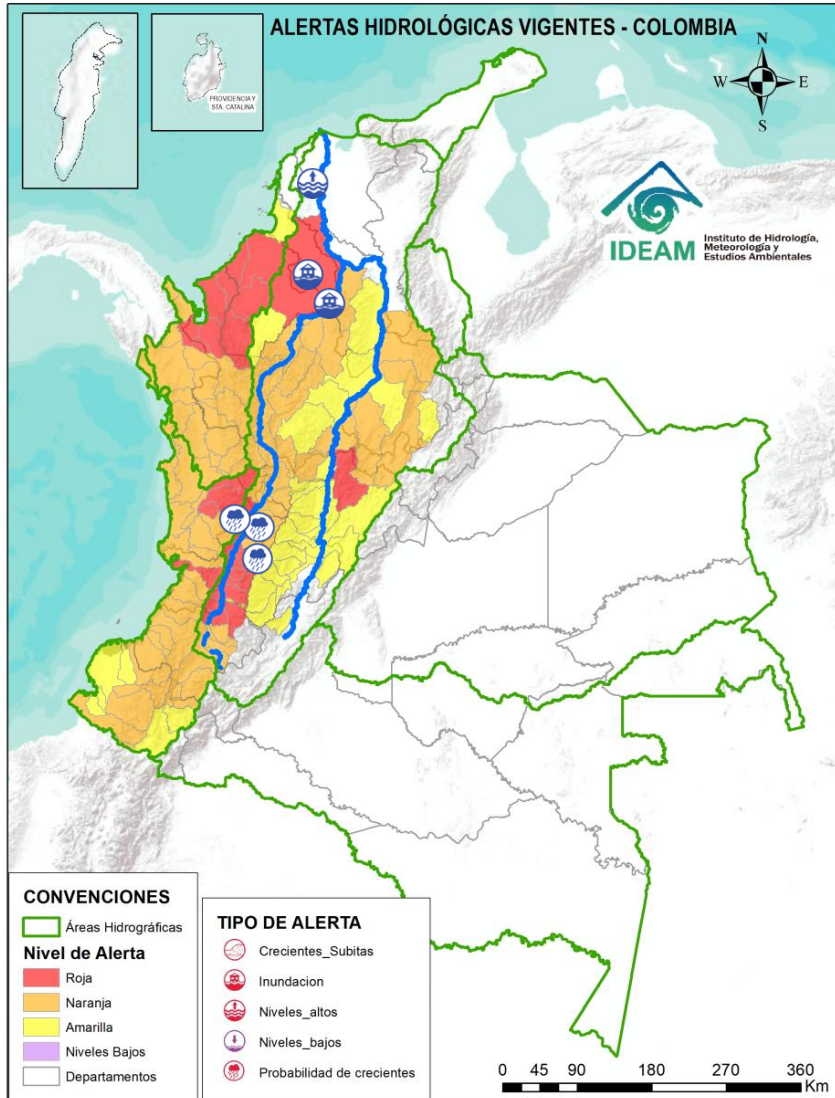 ALERTAS HIDROLÓGICAS VIGENTES - COLOMBIA
PROVIDENCIA Y
STA. CATALINA
N
W
E
S
IDEAM
Instituto de Hidrología,
Meteorología y
Estudios Ambientales
CONVENCIONES
Áreas Hidrográficas
Nivel de Alerta
Roja
Naranja
Amarilla
Niveles Bajos
Departamentos
TIPO DE ALERTA
Crecientes_Subitas
Inundacion
Niveles_altos
Niveles_bajos
Probabilidad de crecientes
0 45 90 180 270 360
Km